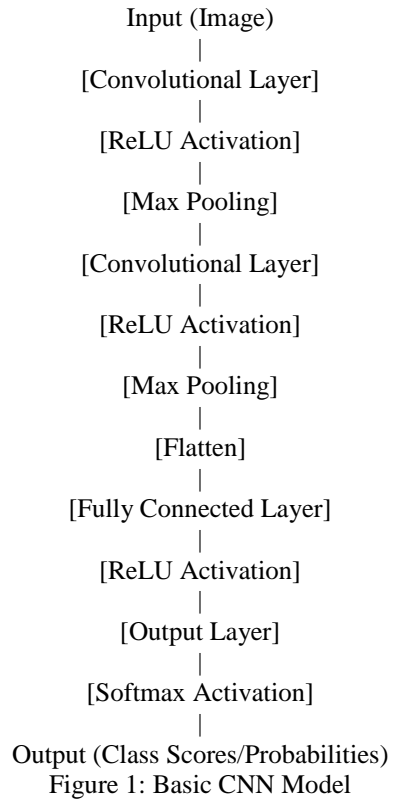 Input (Image)
|
[Convolutional Layer]
|
[ReLU Activation]
|
[Max Pooling]
|
[Convolutional Layer]
|
[ReLU Activation]
|
[Max Pooling]
|
[Flatten]
|
[Fully Connected Layer]
|
[ReLU Activation]
|
[Output Layer]
|
[Softmax Activation]
|
Output (Class Scores/Probabilities)
Figure 1: Basic CNN Model